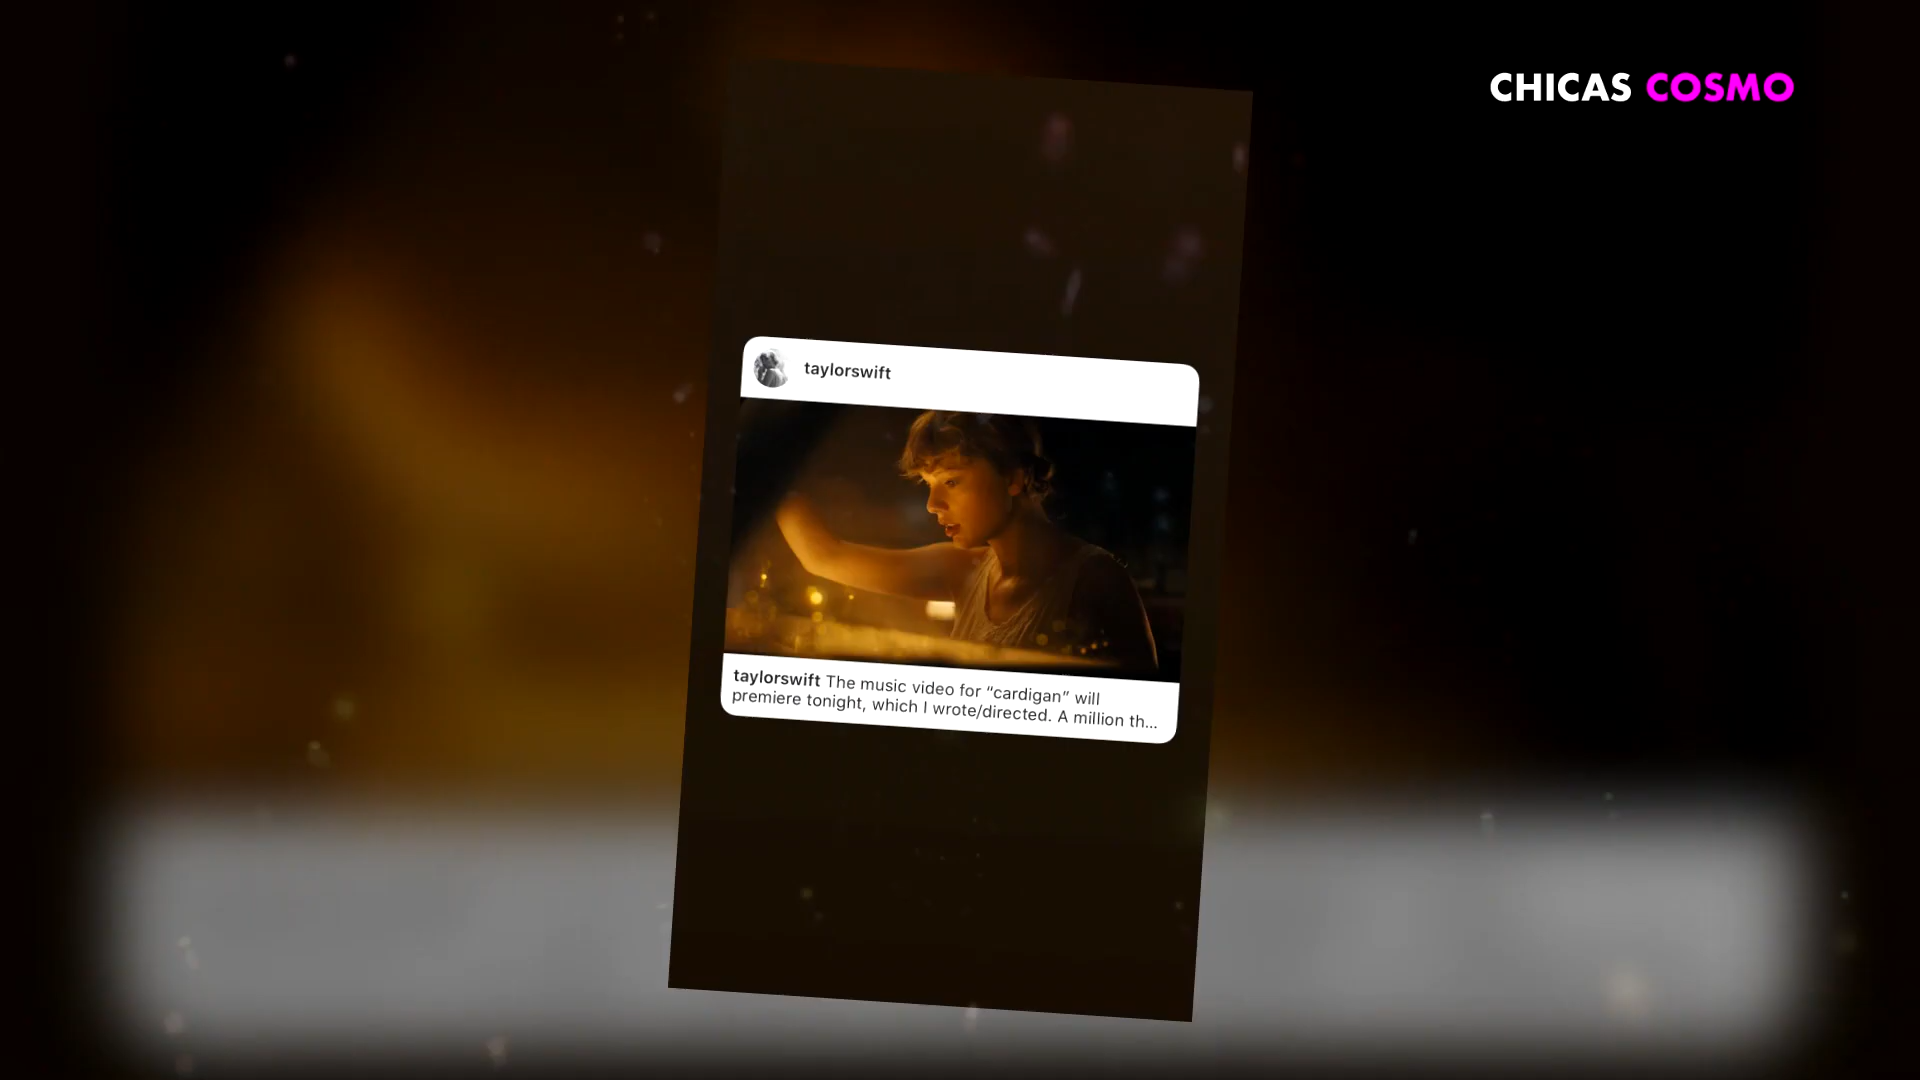 CHICAS COSMO
taylorswift
taylorswift The music video for “cardigan” will
premiere tonight, which I wrote/directed. A million th...